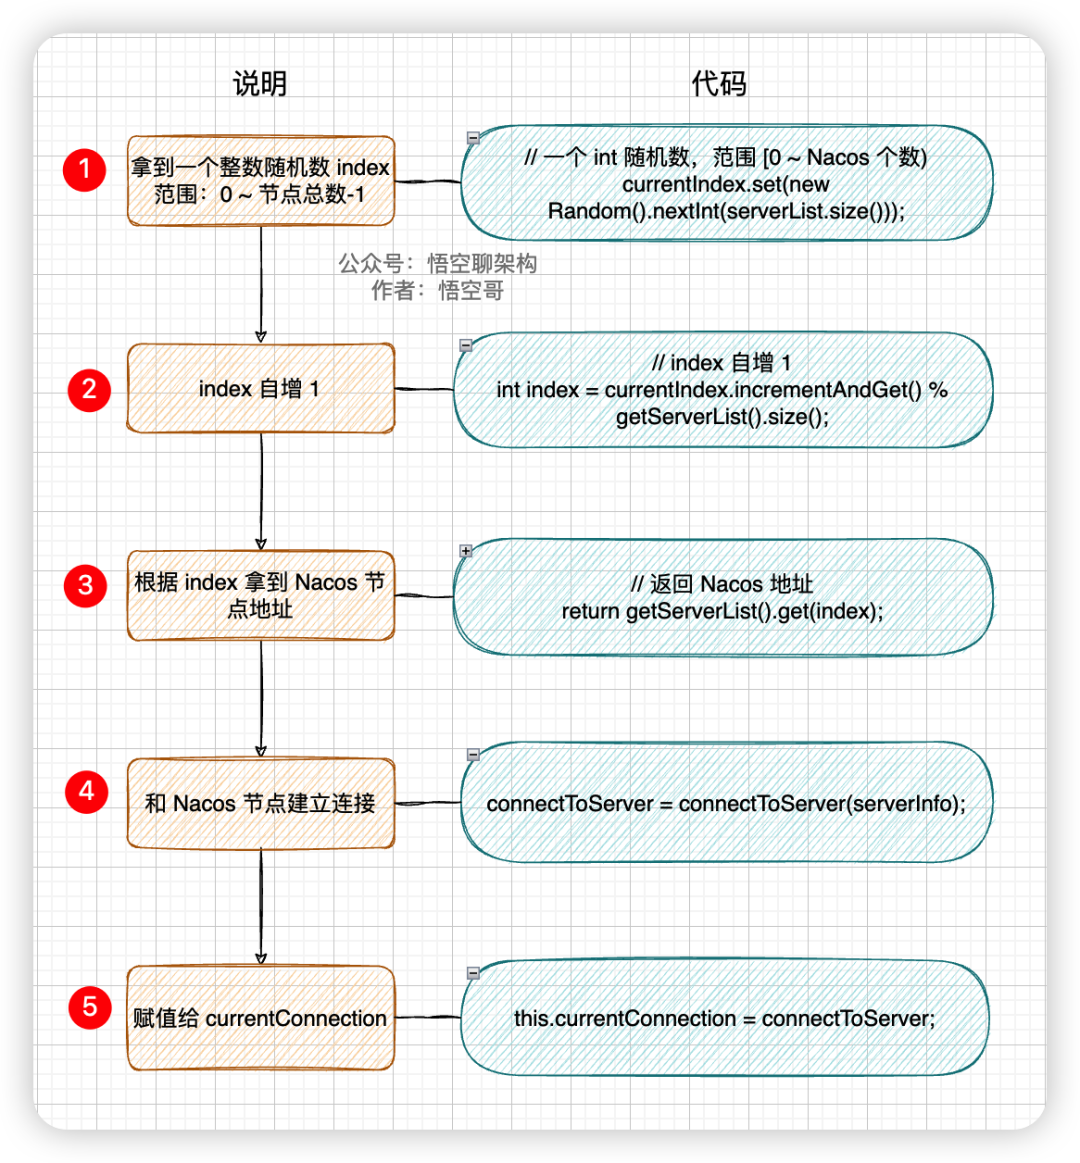 说明
代码
1
拿到一个整数随机数 index
范围：0 ~ 节点总数-1
// 一个 int 随机数，范围 [0 ~ Nacos 个数)
currentIndex.set(new
Random().nextInt(serverList.size()));
公众号：悟空聊架构
作者：悟空哥
2
index 自增 1
// index 自增 1
int index = currentIndex.incrementAndGet() %
getServerList().size();
3
根据 index 拿到 Nacos 节
点地址
// 返回 Nacos 地址
return getServerList().get(index);
4
和 Nacos 节点建立连接
connectToServer = connectToServer(serverInfo);
5
赋值给 currentConnection
this.currentConnection = connectToServer;